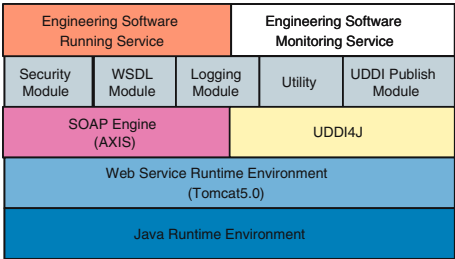 Engineering Software
Running Service
Engineering Software
Monitoring Service
Security
Module
WSDL
Module
Logging
Module
Utility
UDDI Publish
Module
SOAP Engine
(AXIS)
UDDI4J
Web Service Runtime Environment
(Tomcat5.0)
Java Runtime Environment